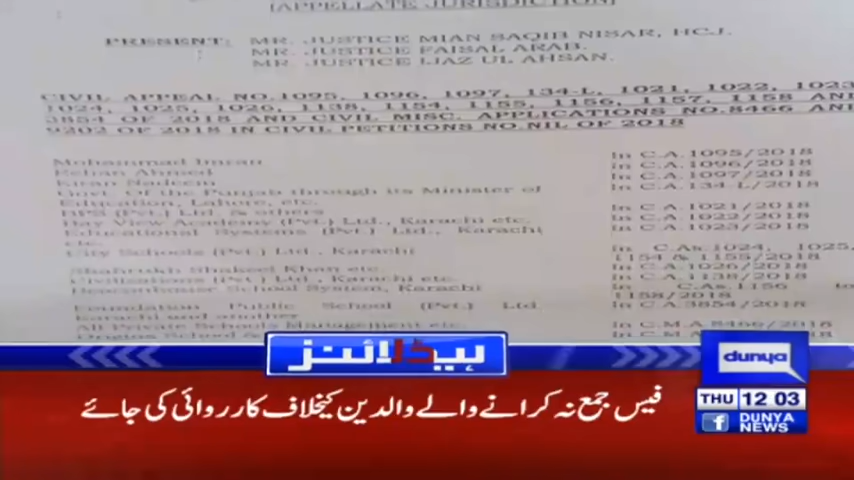 (APPELLATE JURISDICTION)
PRESENT: MR. JUSTICE MIAN SAQIB NISAR, HCJ.
MR. JUSTICE FAISAL ARAB.
MR. JUSTICE IJAZ UL AHSAN.
CIVIL APPEAL NO.1095, 1096, 1097, 134-L, 1021, 1022, 1023
1024, 1025, 1026, 1138, 1154, 1155, 1156, 1157, 1158 AN
3854 OF 2018 AND CIVIL MISC. APPLICATIONS NO.8466 AN
9202 OF 2018 IN CIVIL PETITIONS NO.NIL OF 2018
Mohammad Imran In C.A.1095/2018
Rehan Ahmed In C.A.1096/2018
Kiran Nadeem In C.A.1097/2018
Govt. Of the Punjab through its Minister of In C.A.134-L/2018
Education, Lahore, etc.
BPS (Pvt.) Ltd. & others In C.A.1021/2018
Bay View Academy (Pvt.) Ltd., Karachi etc. In C.A.1022/2018
Educational Systems (Pvt.) Ltd., Karachi In C.A.1023/2018
etc.
City Schools (Pvt.) Ltd., Karachi In C.As.1024, 1025,
1154 & 1155/2018
Shahrukh Shakeel Khan etc. In C.A.1026/2018
Civilizations (Pvt.) Ltd., Karachi etc. In C.A.1138/2018
Beaconhouse School System, Karachi In C.As.1156 to
1158/2018
Foundation Public School (Pvt.) Ltd. In C.A.3854/2018
Karachi and another
All Private Schools Management etc. In C.M.A.8466/2018
Origins School & In C.M.A.
ہیڈلائنز
فیس جمع نہ کرانے والے والدین کیخلاف کارروائی کی جائے
dunya
THU 12 03
f DUNYA NEWS